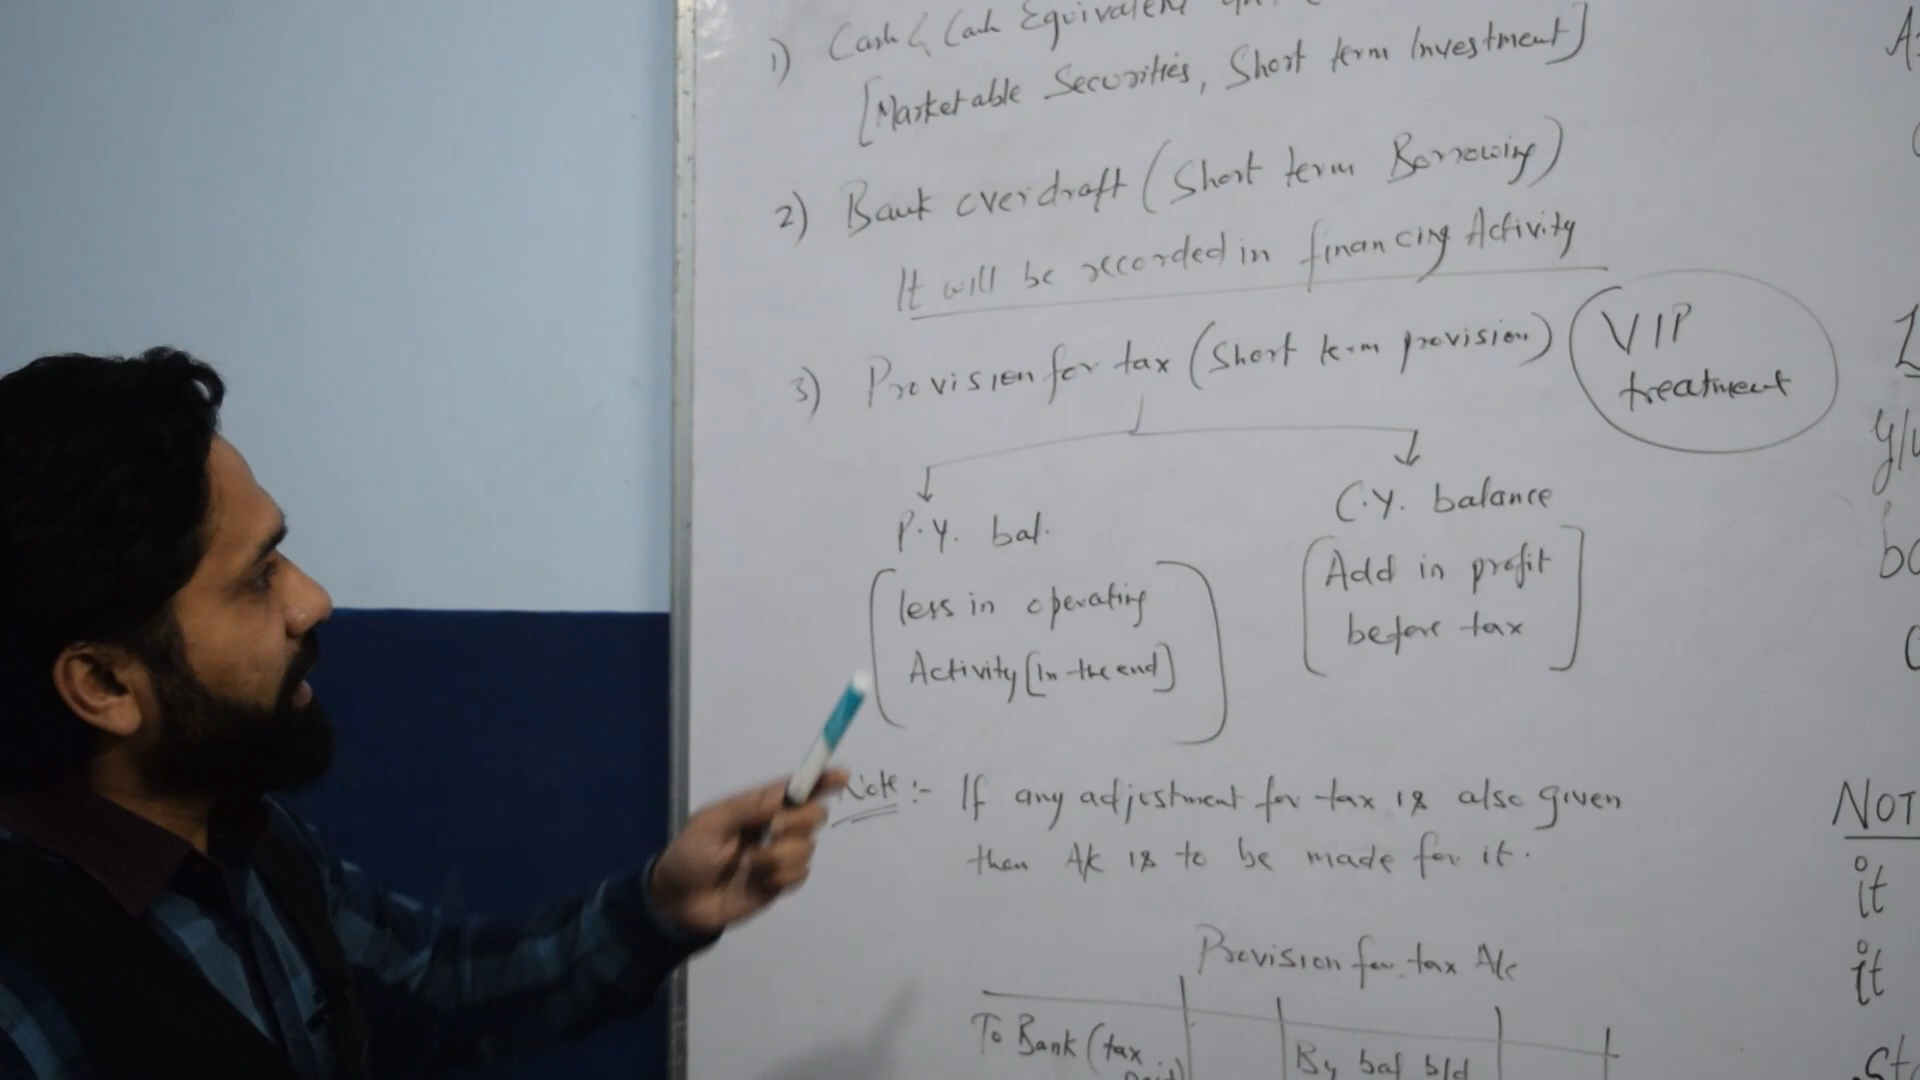 1) Cash & Cash Equivalent
[Marketable Securities, Short term Investment]
2) Bank overdraft (Short term Borrowing)
It will be recorded in financing Activity
3) Provision for tax (Short term provision)
VIP
treatment
P.Y. bal.
C.Y. balance
less in operating
Activity [In the end]
Add in profit
before tax
Note :- If any adjustment for tax is also given
then A/c is to be made for it.
Provision for tax A/c
To Bank (tax
By bal b/d
NOT
it
it